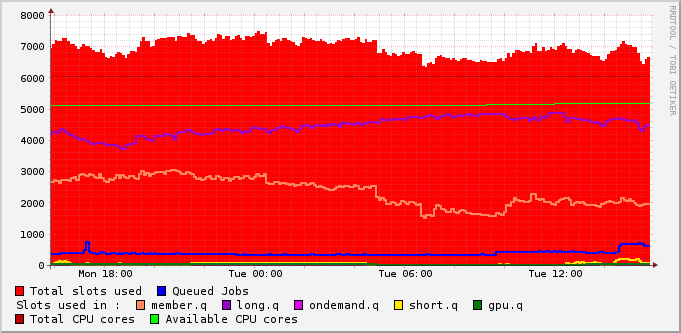 8000
7000
6000
5000
4000
3000
2000
1000
0
Mon 18:00 Tue 00:00 Tue 06:00 Tue 12:00
RRDTOOL / TOBI OETIKER
Total slots used Queued Jobs
Slots used in : member.q long.q ondemand.q short.q gpu.q
Total CPU cores Available CPU cores